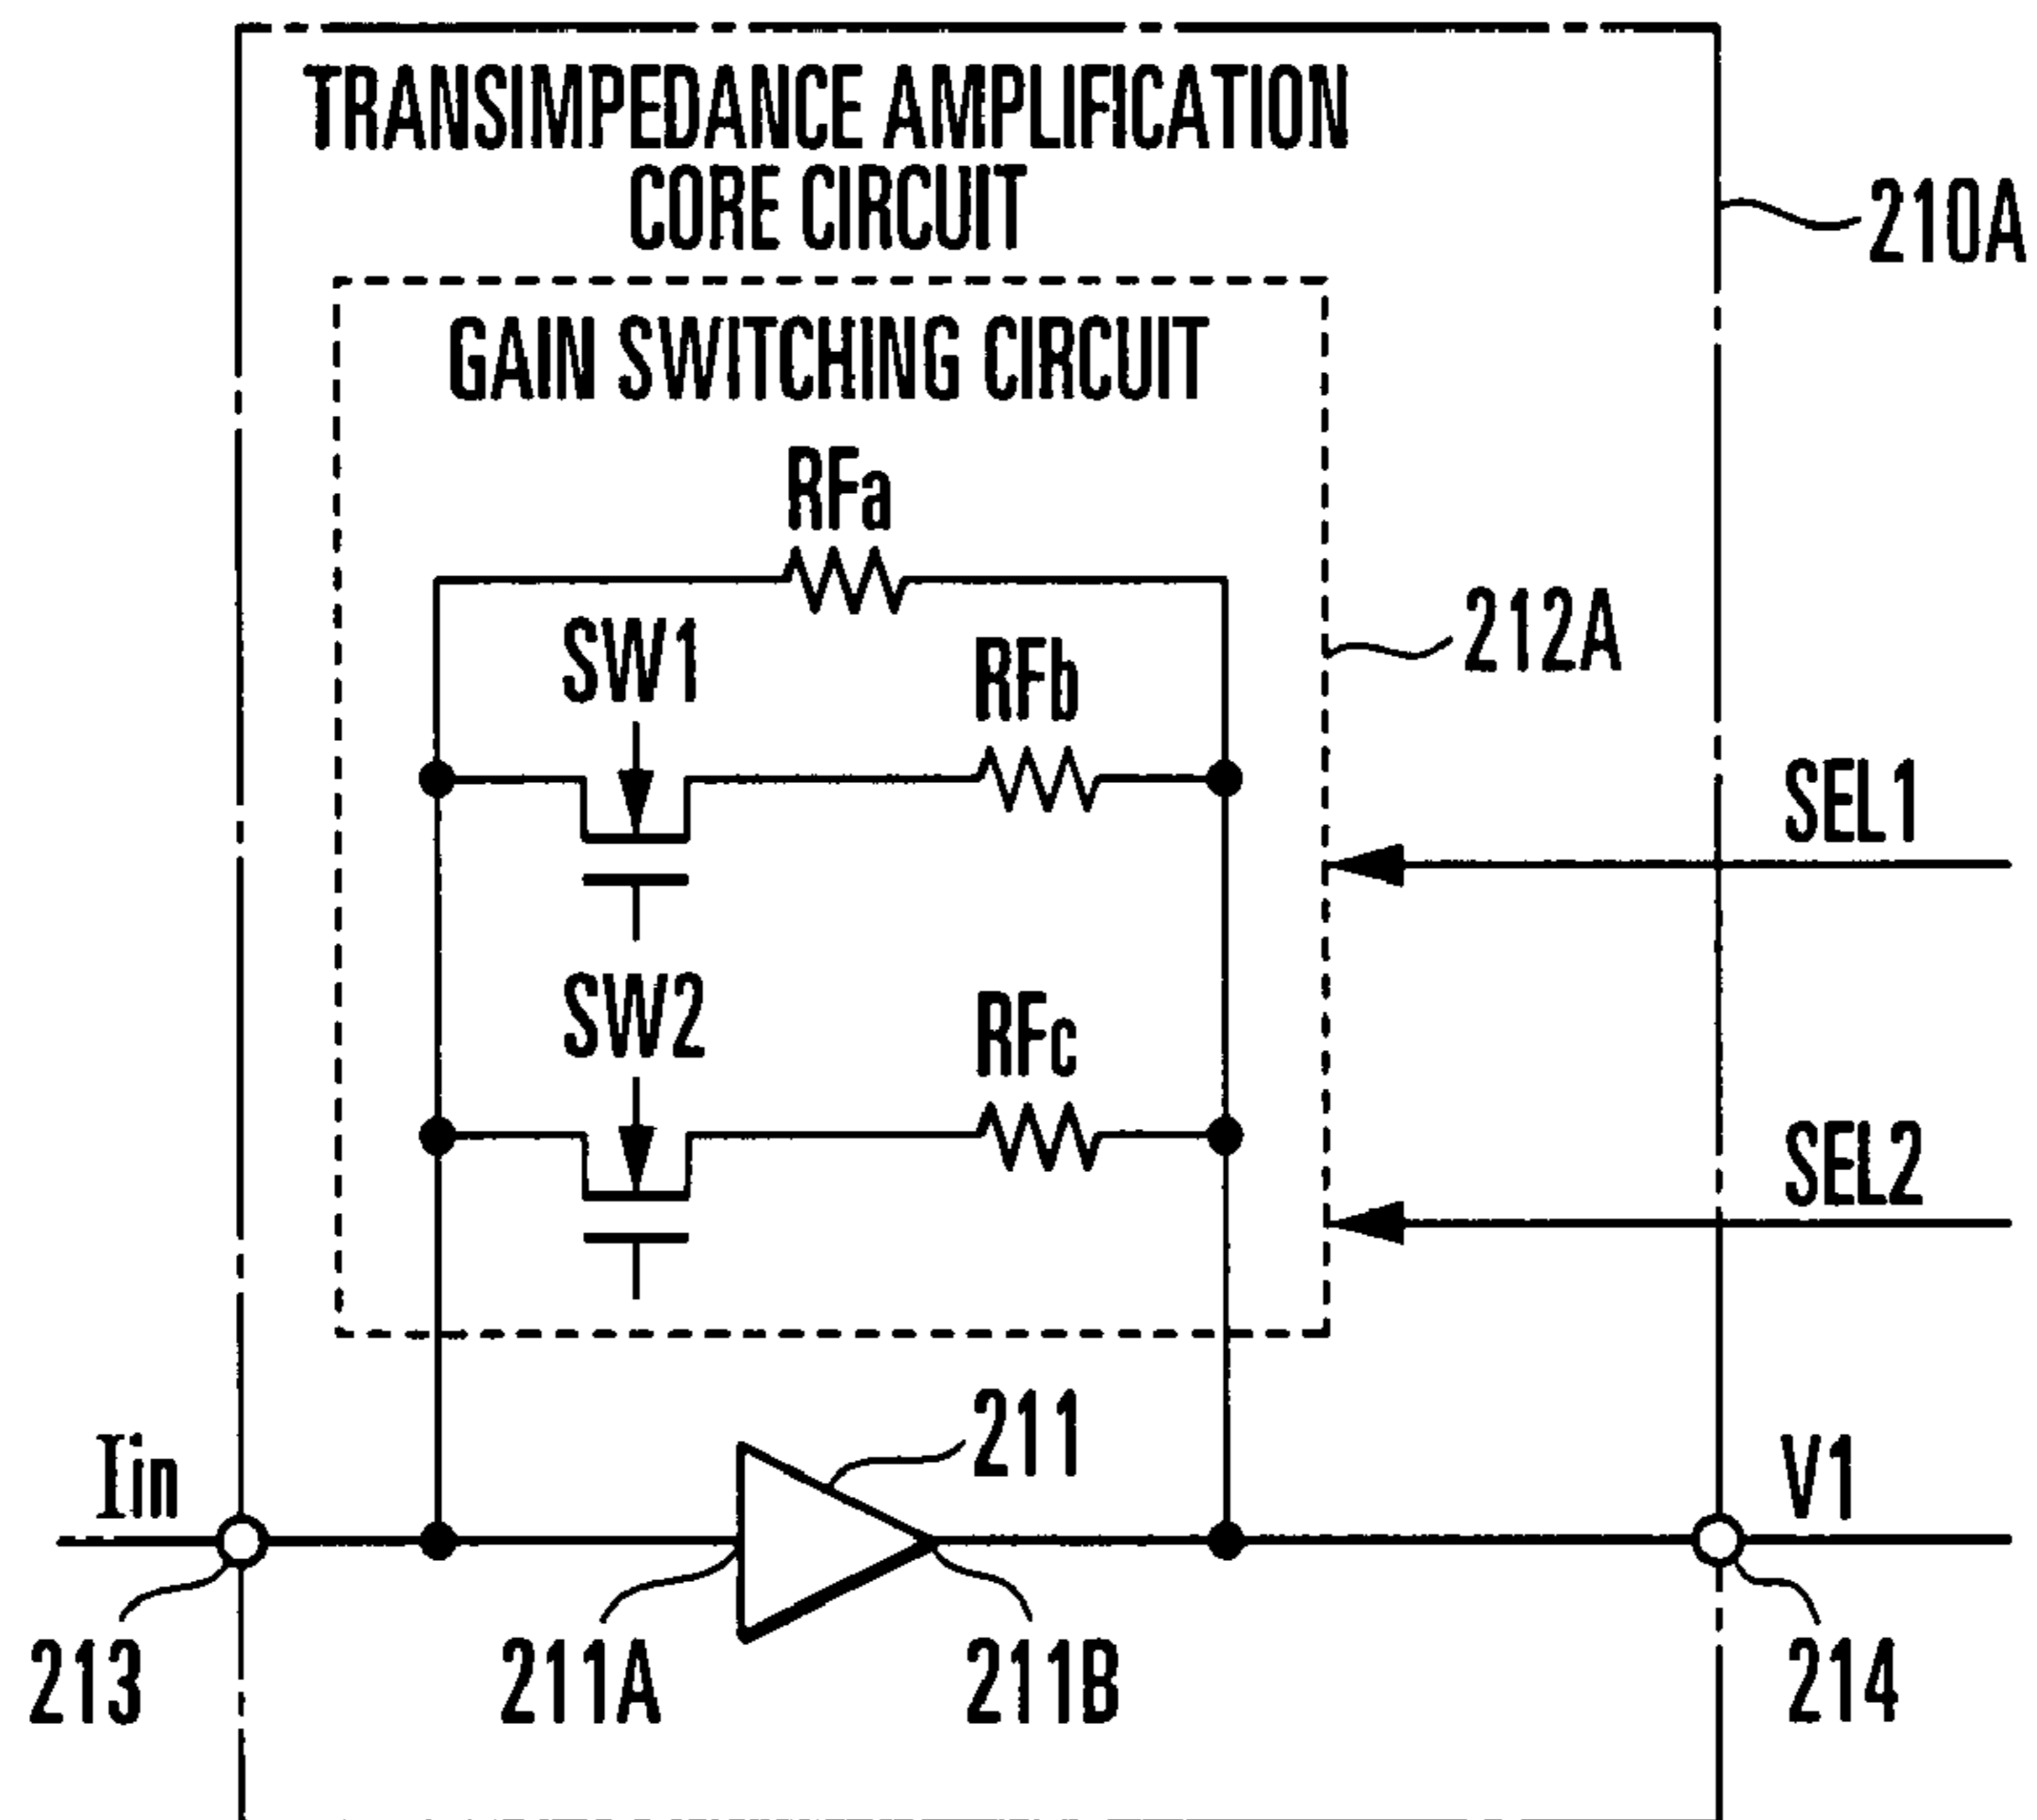 TRANSIMPEDANCE AMPLIFICATION
CORE CIRCUIT
210A
GAIN SWITCHING CIRCUIT
RFa
212A
SW1
RFb
SEL1
SW2
RFc
SEL2
211
Iin
V1
213
211A
211B
214